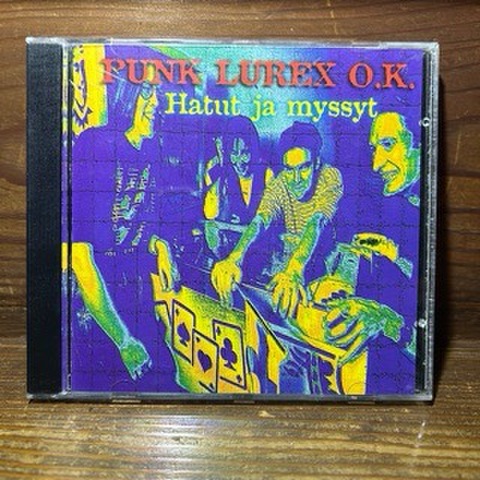 PUNK LUREX O.K.
Hatut ja myssyt